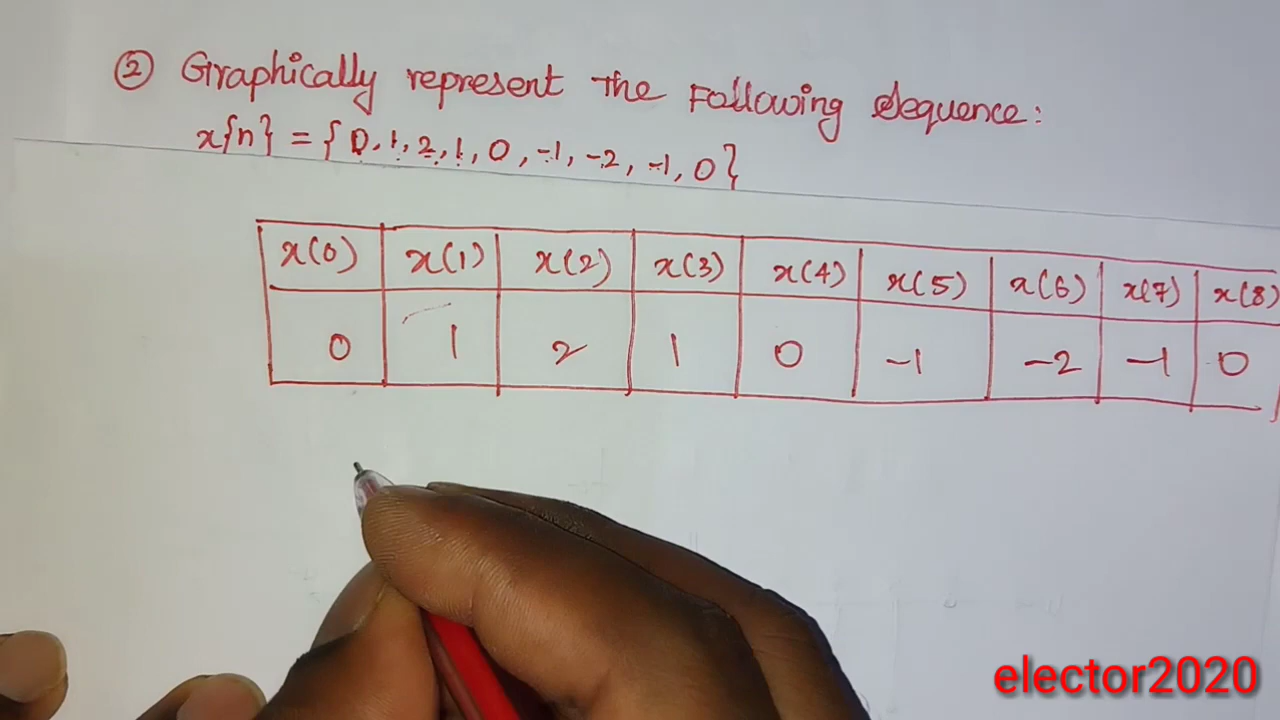 ② Graphically represent the Following Sequence:
x{n} = {0, 1, 2, 1, 0, -1, -2, -1, 0}
x(0) x(1) x(2) x(3) x(4) x(5) x(6) x(7) x(8)
0 1 2 1 0 -1 -2 -1 0
elector2020